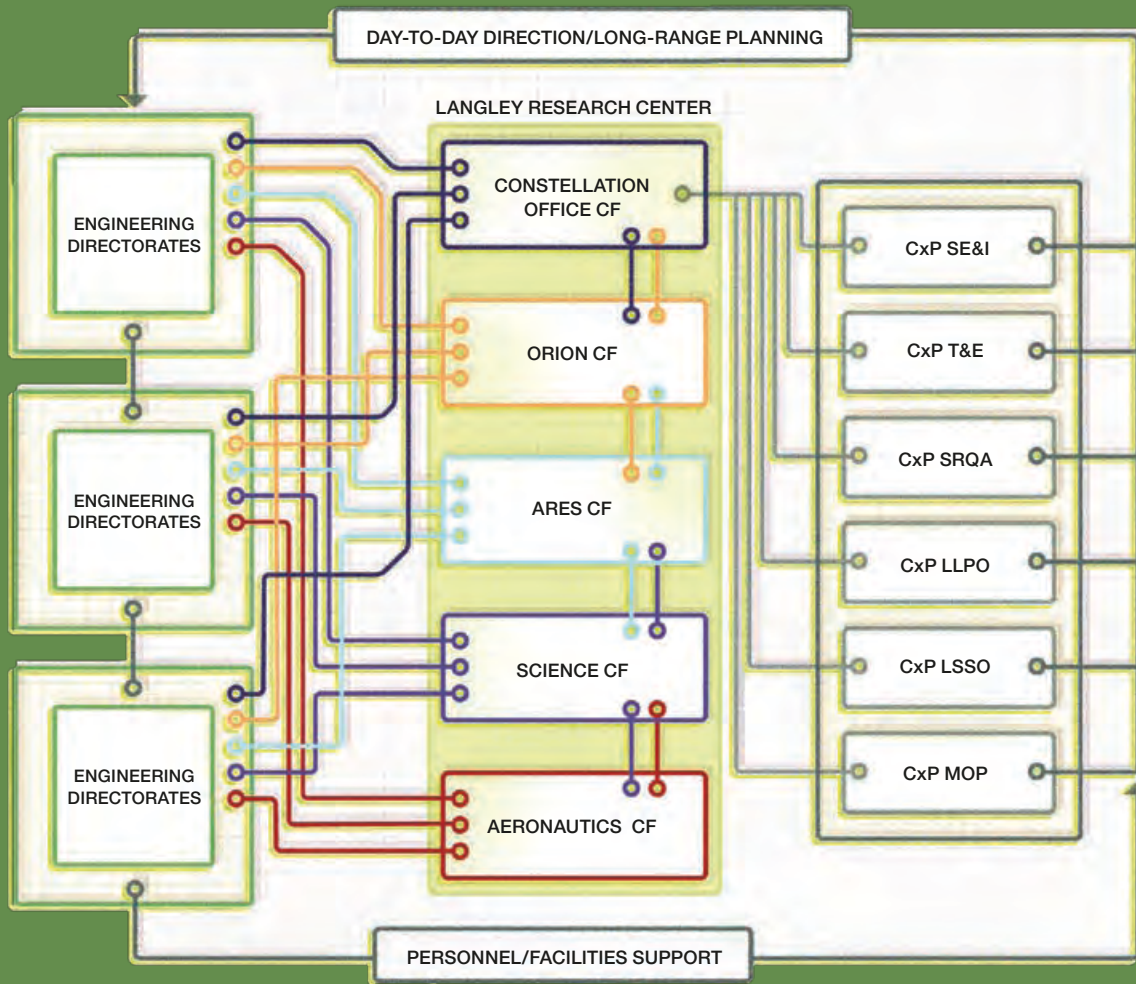 DAY-TO-DAY DIRECTION/LONG-RANGE PLANNING
LANGLEY RESEARCH CENTER
ENGINEERING
DIRECTORATES
ENGINEERING
DIRECTORATES
ENGINEERING
DIRECTORATES
CONSTELLATION
OFFICE CF
ORION CF
ARES CF
SCIENCE CF
AERONAUTICS CF
CxP SE&I
CxP T&E
CxP SRQA
CxP LLPO
CxP LSSO
CxP MOP
PERSONNEL/FACILITIES SUPPORT